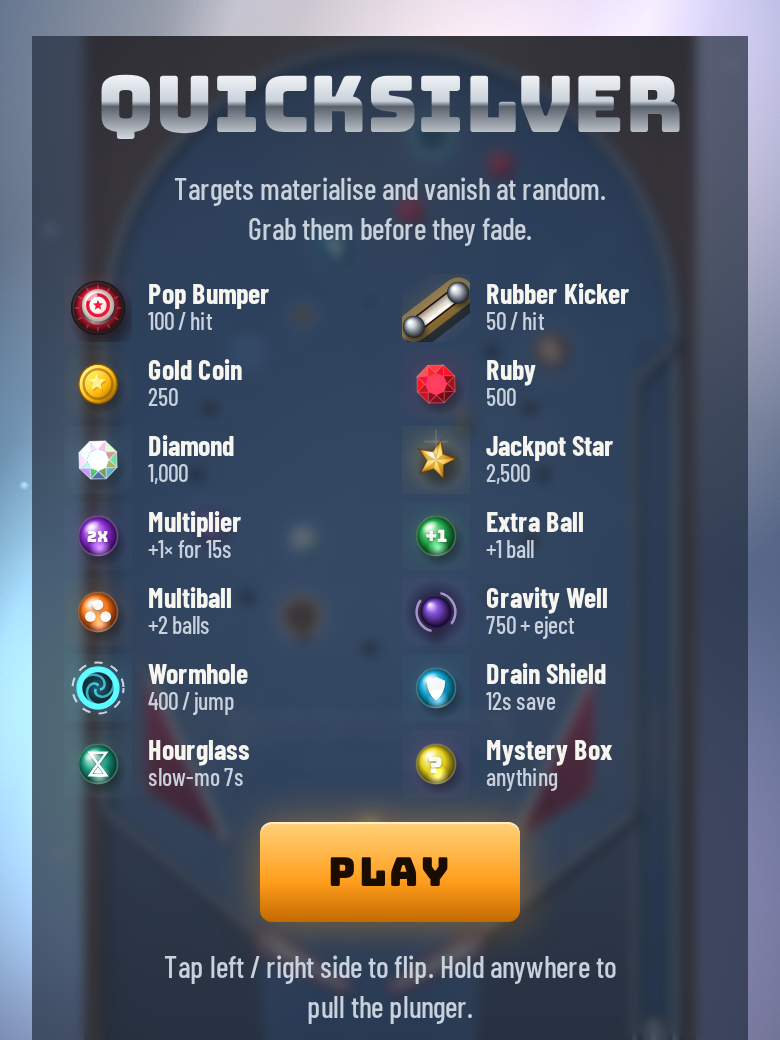 QUICKSILVER
Targets materialise and vanish at random.
Grab them before they fade.
Pop Bumper
100 / hit
Rubber Kicker
50 / hit
Gold Coin
250
Ruby
500
Diamond
1,000
Jackpot Star
2,500
2X
Multiplier
+1× for 15s
+1
Extra Ball
+1 ball
Multiball
+2 balls
Gravity Well
750 + eject
Wormhole
400 / jump
Drain Shield
12s save
Hourglass
slow-mo 7s
?
Mystery Box
anything
PLAY
Tap left / right side to flip. Hold anywhere to
pull the plunger.